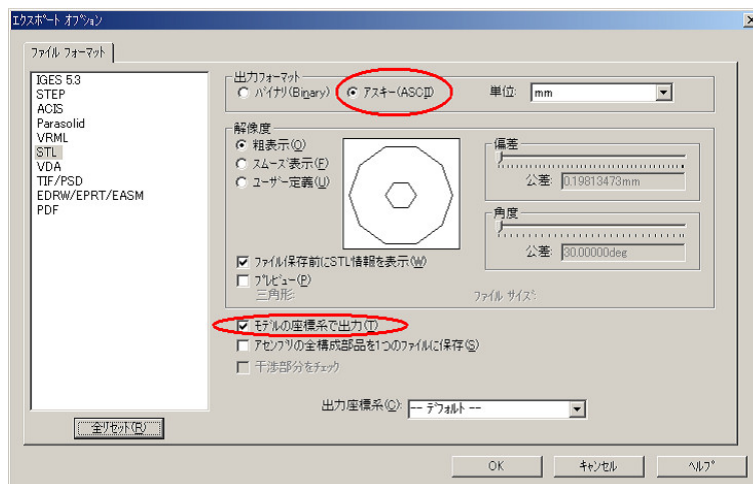 エクスポート オプション
ファイル フォーマット
IGES 5.3
STEP
ACIS
Parasolid
VRML
STL
VDA
TIF/PSD
EDRW/EPRT/EASM
PDF
全リセット(R)
出力フォーマット
バイナリ(Binary)
アスキー(ASCII)
単位:
mm
解像度
粗表示(O)
スムーズ表示(F)
ユーザー定義(U)
偏差
公差:
0.19813473mm
角度
公差:
30.00000deg
ファイル保存前にSTL情報を表示(W)
プレビュー(P)
三角形:
ファイル サイズ:
モデルの座標系で出力(T)
アセンブリの全構成部品を1つのファイルに保存(S)
干渉部分をチェック
出力座標系(C):
-- デフォルト --
OK
キャンセル
ヘルプ